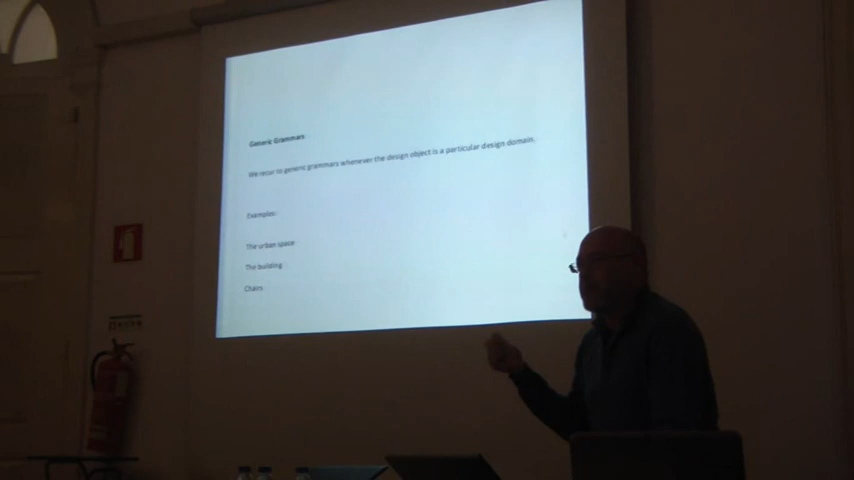 Generic Grammars
We recur to generic grammars whenever the design object is a particular design domain.
Examples:
The urban space
The building
Chairs